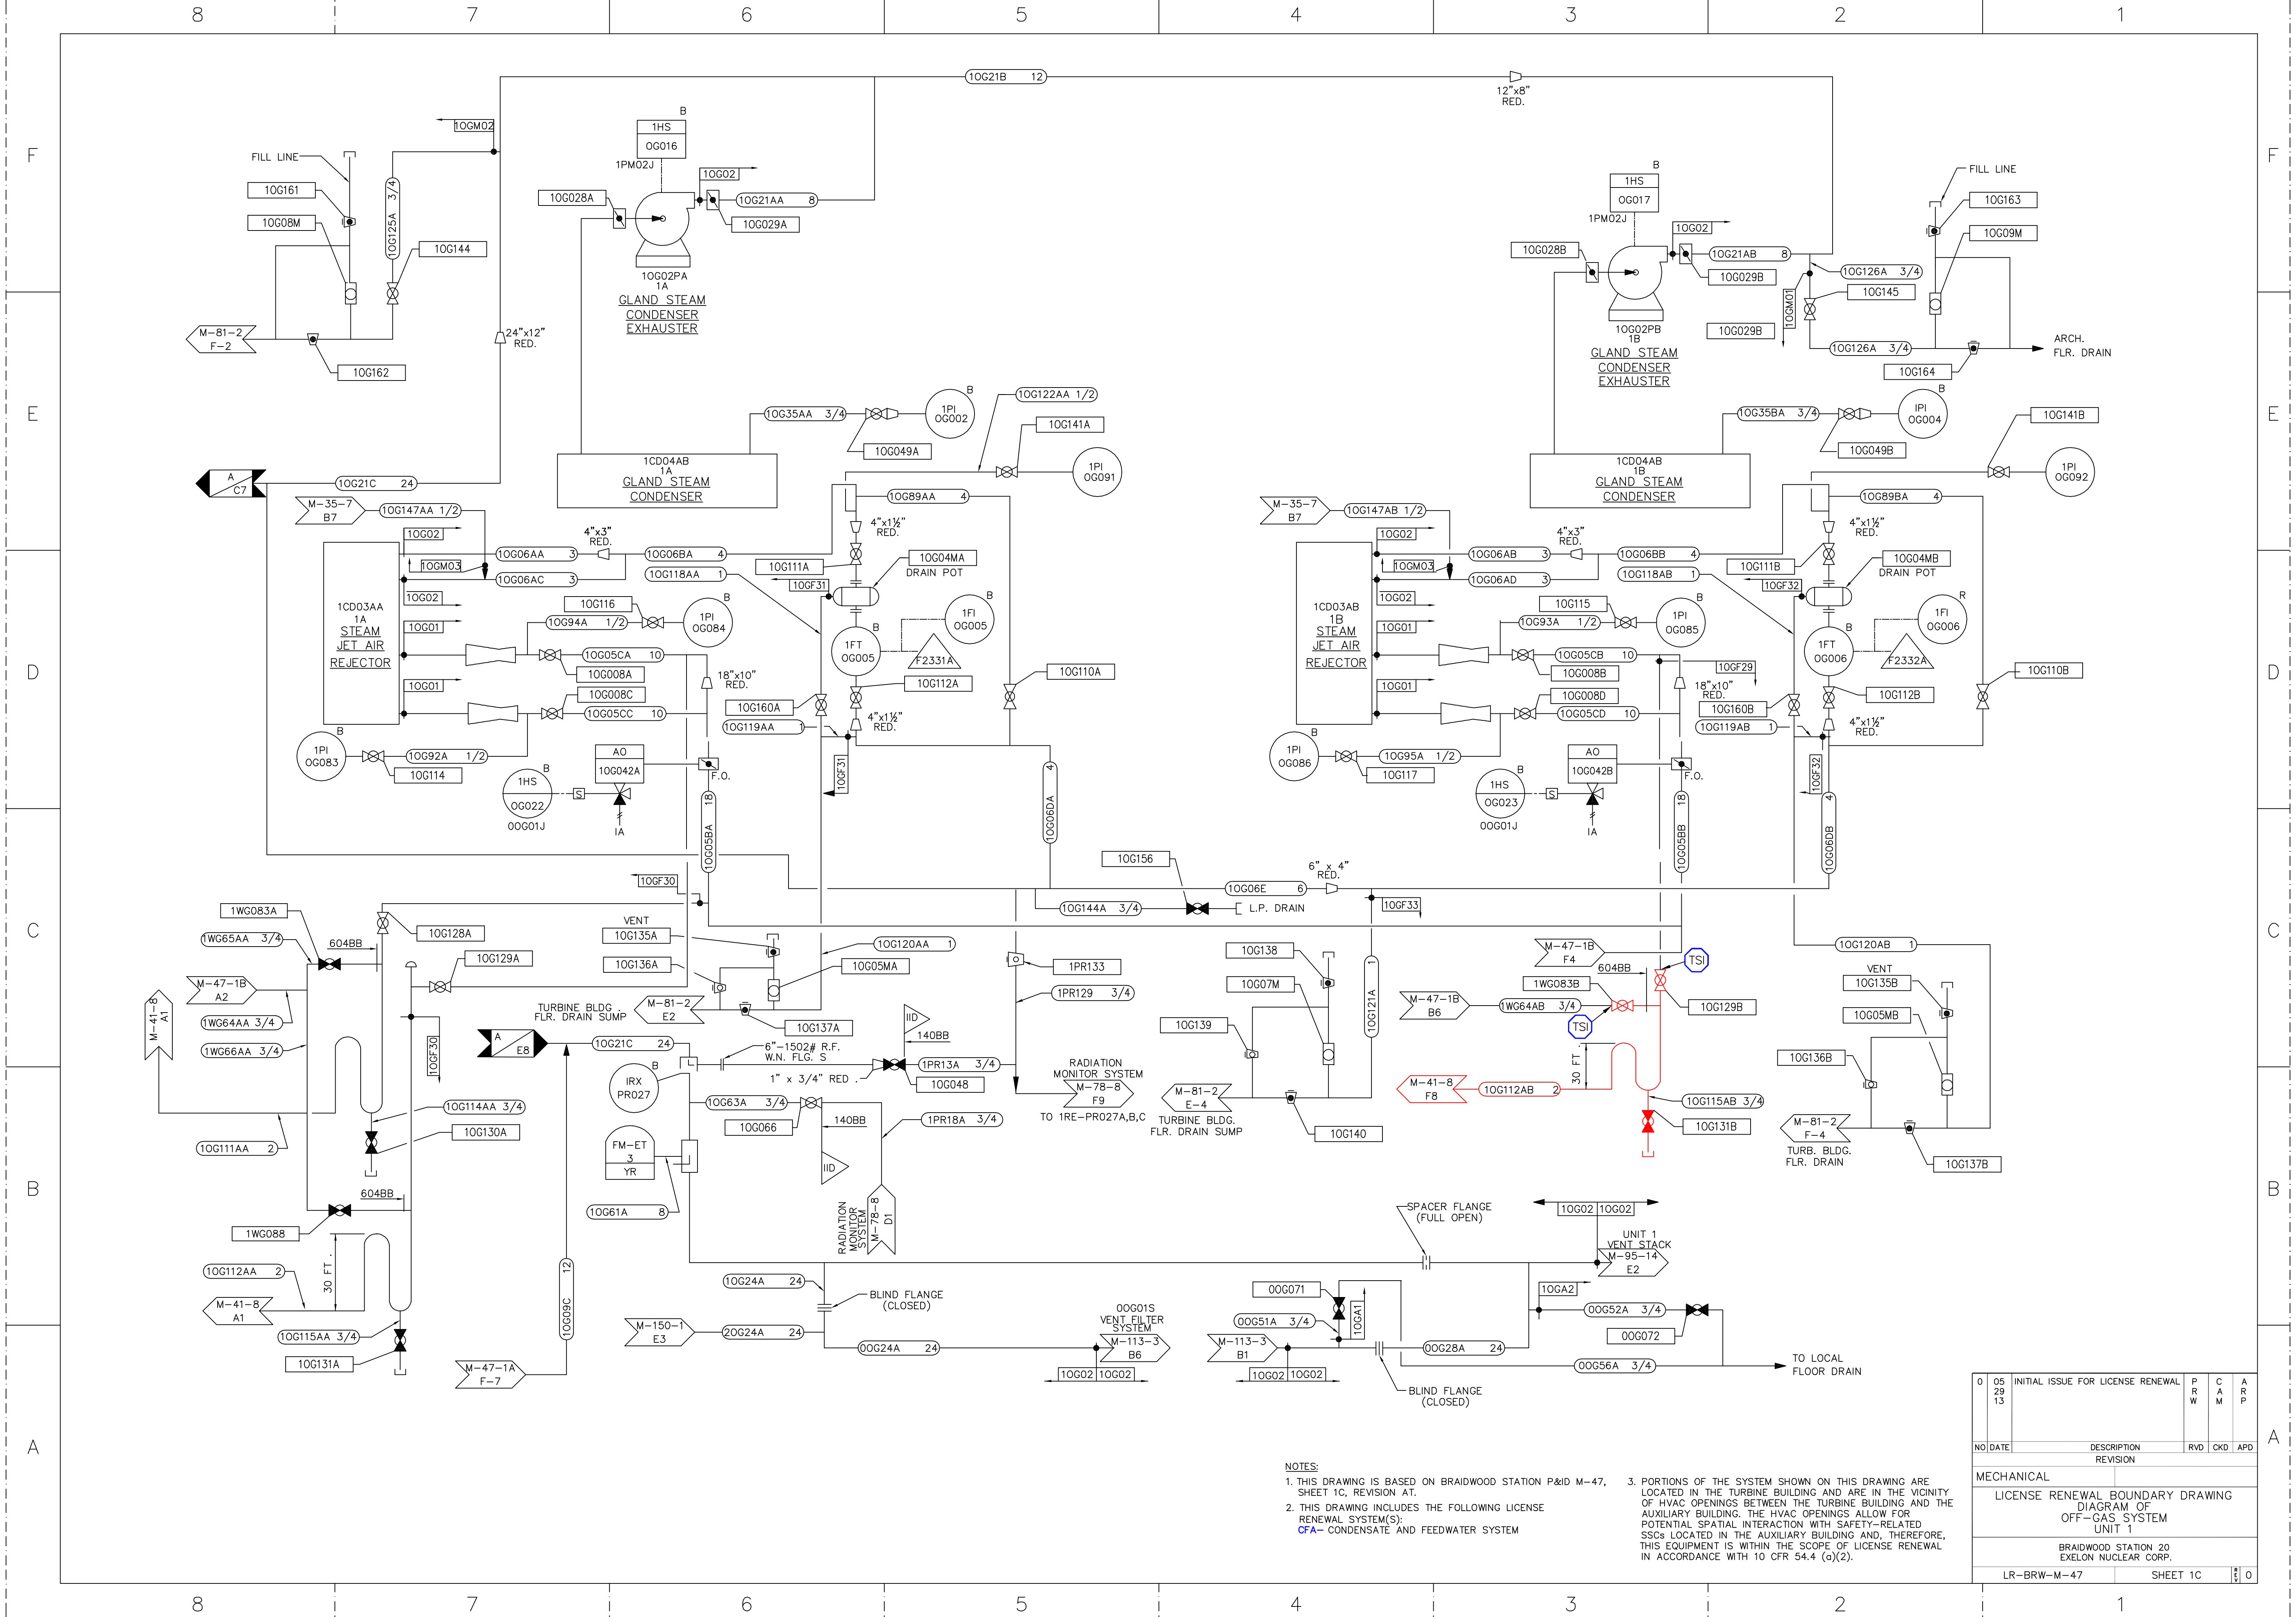 8 7 6 5 4 3 2 1
F
E
D
C
B
A
F
E
D
C
B
A
8 7 6 5 4 3 2 1
1OG21B 12
12"x8"
RED.
1OGM02
FILL LINE
1OG161
1OG08M
1OG125A 3/4
1OG144
M-81-2
F-2
1OG162
24"x12"
RED.
B
1HS
OG016
1PM02J
1OG028A
1OG02
1OG21AA 8
1OG029A
1OG02PA
1A
GLAND STEAM
CONDENSER
EXHAUSTER
B
1HS
OG017
1PM02J
1OG028B
1OG02
1OG21AB 8
1OG029B
1OG02PB
1B
GLAND STEAM
CONDENSER
EXHAUSTER
FILL LINE
1OG163
1OG09M
1OG126A 3/4
1OG145
1OGM01
1OG029B
1OG126A 3/4
ARCH.
FLR. DRAIN
1OG164
1OG35AA 3/4
B
1PI
OG002
1OG049A
1OG122AA 1/2
1OG141A
1PI
OG091
1CD04AB
1A
GLAND STEAM
CONDENSER
1OG35BA 3/4
B
IPI
OG004
1OG049B
1OG141B
1PI
OG092
1CD04AB
1B
GLAND STEAM
CONDENSER
A
C7
1OG21C 24
M-35-7
B7
1OG147AA 1/2
1OG02
4"x3"
RED.
1OG06AA 3
1OG06BA 4
1OGM03
1OG06AC 3
1OG02
1OG89AA 4
4"x1½"
RED.
1OG111A
1OG04MA
DRAIN POT
1OG118AA 1
1OGF31
1CD03AA
1A
STEAM
JET AIR
REJECTOR
1OG116
1OG94A 1/2
B
1PI
OG084
1OG01
1OG05CA 10
1OG008A
1OG01
1OG008C
1OG05CC 10
18"x10"
RED.
B
1FT
OG005
B
1FI
OG005
F2331A
1OG112A
1OG110A
1OG160A
1OG119AA 1
4"x1½"
RED.
1OGF31
B
1PI
OG083
1OG92A 1/2
1OG114
AO
1OG042A
F.O.
B
1HS
OG022
S
OOG01J
IA
1OG05BA 18
1OG06DA 4
M-35-7
B7
1OG147AB 1/2
1OG02
4"x3"
RED.
1OG06AB 3
1OG06BB 4
1OGM03
1OG06AD 3
1OG02
1OG89BA 4
4"x1½"
RED.
1OG111B
1OG04MB
DRAIN POT
1OG118AB 1
1OGF32
1CD03AB
1B
STEAM
JET AIR
REJECTOR
1OG115
1OG93A 1/2
B
1PI
OG085
1OG01
1OG05CB 10
1OG008B
1OGF29
1OG01
1OG008D
1OG05CD 10
18"x10"
RED.
B
1FT
OG006
R
1FI
OG006
F2332A
1OG112B
1OG110B
1OG160B
1OG119AB 1
4"x1½"
RED.
1OGF32
B
1PI
OG086
1OG95A 1/2
1OG117
AO
1OG042B
F.O.
B
1HS
OG023
S
OOG01J
IA
1OG05BB 18
1OG06DB 4
1OG156
6" x 4"
RED.
1OG06E 6
1OG144A 3/4
L.P. DRAIN
1OGF33
1OGF30
1WG083A
1WG65AA 3/4
604BB
1OG128A
1OG129A
M-47-1B
A2
M-41-8
A1
1WG64AA 3/4
1WG66AA 3/4
1OGF30
1OG114AA 3/4
1OG130A
1OG111AA 2
604BB
1WG088
30 FT .
1OG112AA 2
M-41-8
A1
1OG115AA 3/4
1OG131A
VENT
1OG135A
1OG136A
1OG120AA 1
1OG05MA
TURBINE BLDG .
FLR. DRAIN SUMP
M-81-2
E2
1OG137A
A
E8
1OG21C 24
6"-1502# R.F.
W.N. FLG. S
IID
140BB
1" x 3/4" RED .
1PR13A 3/4
1OG048
1PR133
1PR129 3/4
RADIATION
MONITOR SYSTEM
M-78-8
F9
TO 1RE-PR027A,B,C
B
IRX
PR027
1OG63A 3/4
1OG066
140BB
IID
1PR18A 3/4
FM-ET
3
YR
1OG61A 8
RADIATION
MONITOR
SYSTEM
M-78-8
D1
1OG09C 12
M-47-1A
F-7
1OG24A 24
BLIND FLANGE
(CLOSED)
M-150-1
E3
2OG24A 24
OOG24A 24
OOG01S
VENT FILTER
SYSTEM
M-113-3
B6
1OG02 1OG02
1OG138
1OG07M
1OG139
1OG121A 1
M-81-2
E-4
TURBINE BLDG.
FLR. DRAIN SUMP
1OG140
M-47-1B
F4
TSI
604BB
1WG083B
M-47-1B
B6
1WG64AB 3/4
1OG129B
TSI
30 FT .
M-41-8
F8
1OG112AB 2
1OG115AB 3/4
1OG131B
1OG120AB 1
VENT
1OG135B
1OG05MB
1OG136B
M-81-2
F-4
TURB. BLDG.
FLR. DRAIN
1OG137B
SPACER FLANGE
(FULL OPEN)
1OG02 1OG02
UNIT 1
VENT STACK
M-95-14
E2
OOG071
OOG51A 3/4
1OGA1
1OGA2
OOG52A 3/4
OOG072
M-113-3
B1
OOG28A 24
1OG02 1OG02
OOG56A 3/4
TO LOCAL
FLOOR DRAIN
BLIND FLANGE
(CLOSED)
NOTES:
1. THIS DRAWING IS BASED ON BRAIDWOOD STATION P&ID M-47,
SHEET 1C, REVISION AT.
2. THIS DRAWING INCLUDES THE FOLLOWING LICENSE
RENEWAL SYSTEM(S):
CFA- CONDENSATE AND FEEDWATER SYSTEM
3. PORTIONS OF THE SYSTEM SHOWN ON THIS DRAWING ARE
LOCATED IN THE TURBINE BUILDING AND ARE IN THE VICINITY
OF HVAC OPENINGS BETWEEN THE TURBINE BUILDING AND THE
AUXILIARY BUILDING. THE HVAC OPENINGS ALLOW FOR
POTENTIAL SPATIAL INTERACTION WITH SAFETY-RELATED
SSCs LOCATED IN THE AUXILIARY BUILDING AND, THEREFORE,
THIS EQUIPMENT IS WITHIN THE SCOPE OF LICENSE RENEWAL
IN ACCORDANCE WITH 10 CFR 54.4 (a)(2).
0 05 INITIAL ISSUE FOR LICENSE RENEWAL P C A
29 R A R
13 W M P
NO DATE DESCRIPTION RVD CKD APD
REVISION
MECHANICAL
LICENSE RENEWAL BOUNDARY DRAWING
DIAGRAM OF
OFF-GAS SYSTEM
UNIT 1
BRAIDWOOD STATION 20
EXELON NUCLEAR CORP.
LR-BRW-M-47 SHEET 1C REV 0